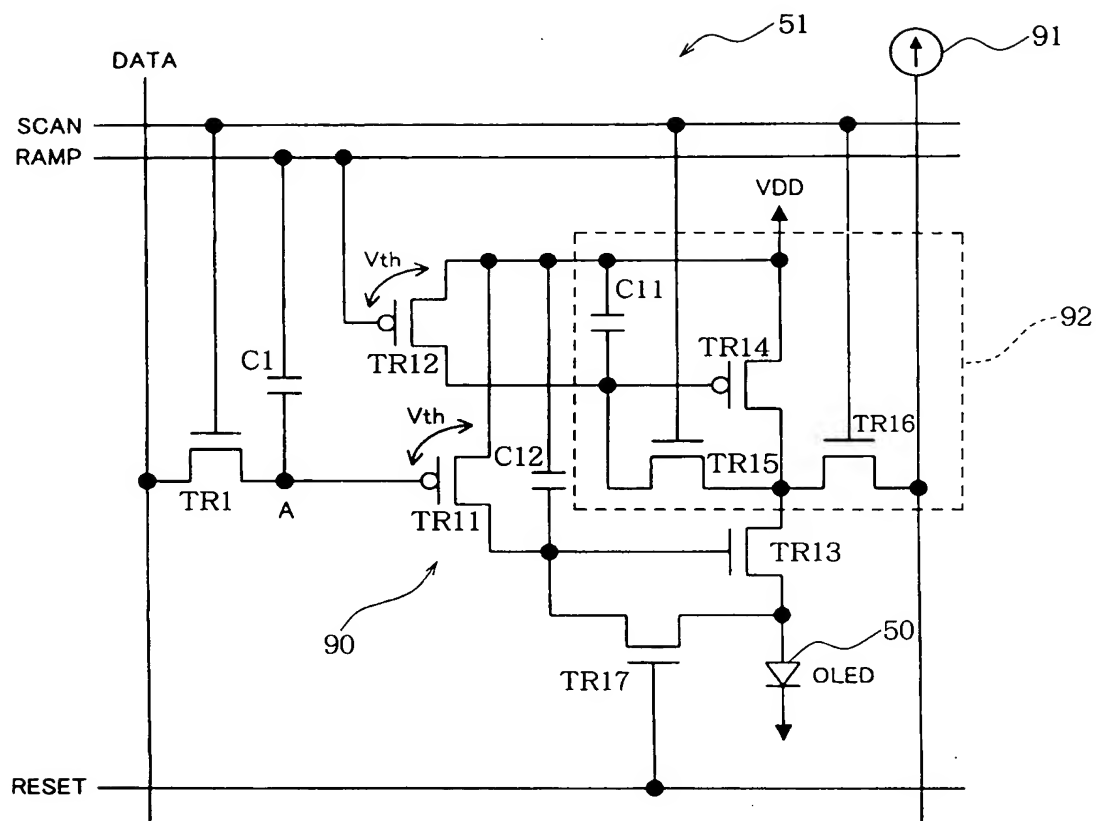 51
91
DATA
SCAN
RAMP
VDD
Vth
C11
92
TR14
TR12
C1
Vth
TR16
C12
TR15
TR1
A
TR11
TR13
90
50
TR17
OLED
RESET